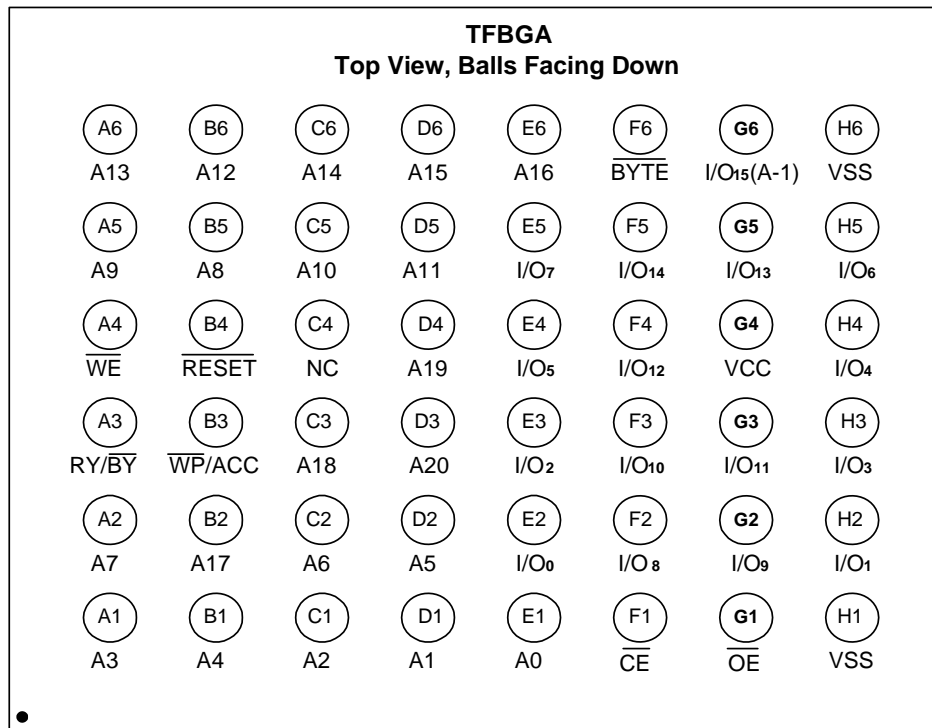 TFBGA
Top View, Balls Facing Down
A6 B6 C6 D6 E6 F6 G6 H6
A13 A12 A14 A15 A16 BYTE I/O15(A-1) VSS
A5 B5 C5 D5 E5 F5 G5 H5
A9 A8 A10 A11 I/O7 I/O14 I/O13 I/O6
A4 B4 C4 D4 E4 F4 G4 H4
WE RESET NC A19 I/O5 I/O12 VCC I/O4
A3 B3 C3 D3 E3 F3 G3 H3
RY/BY WP/ACC A18 A20 I/O2 I/O10 I/O11 I/O3
A2 B2 C2 D2 E2 F2 G2 H2
A7 A17 A6 A5 I/O0 I/O8 I/O9 I/O1
A1 B1 C1 D1 E1 F1 G1 H1
A3 A4 A2 A1 A0 CE OE VSS